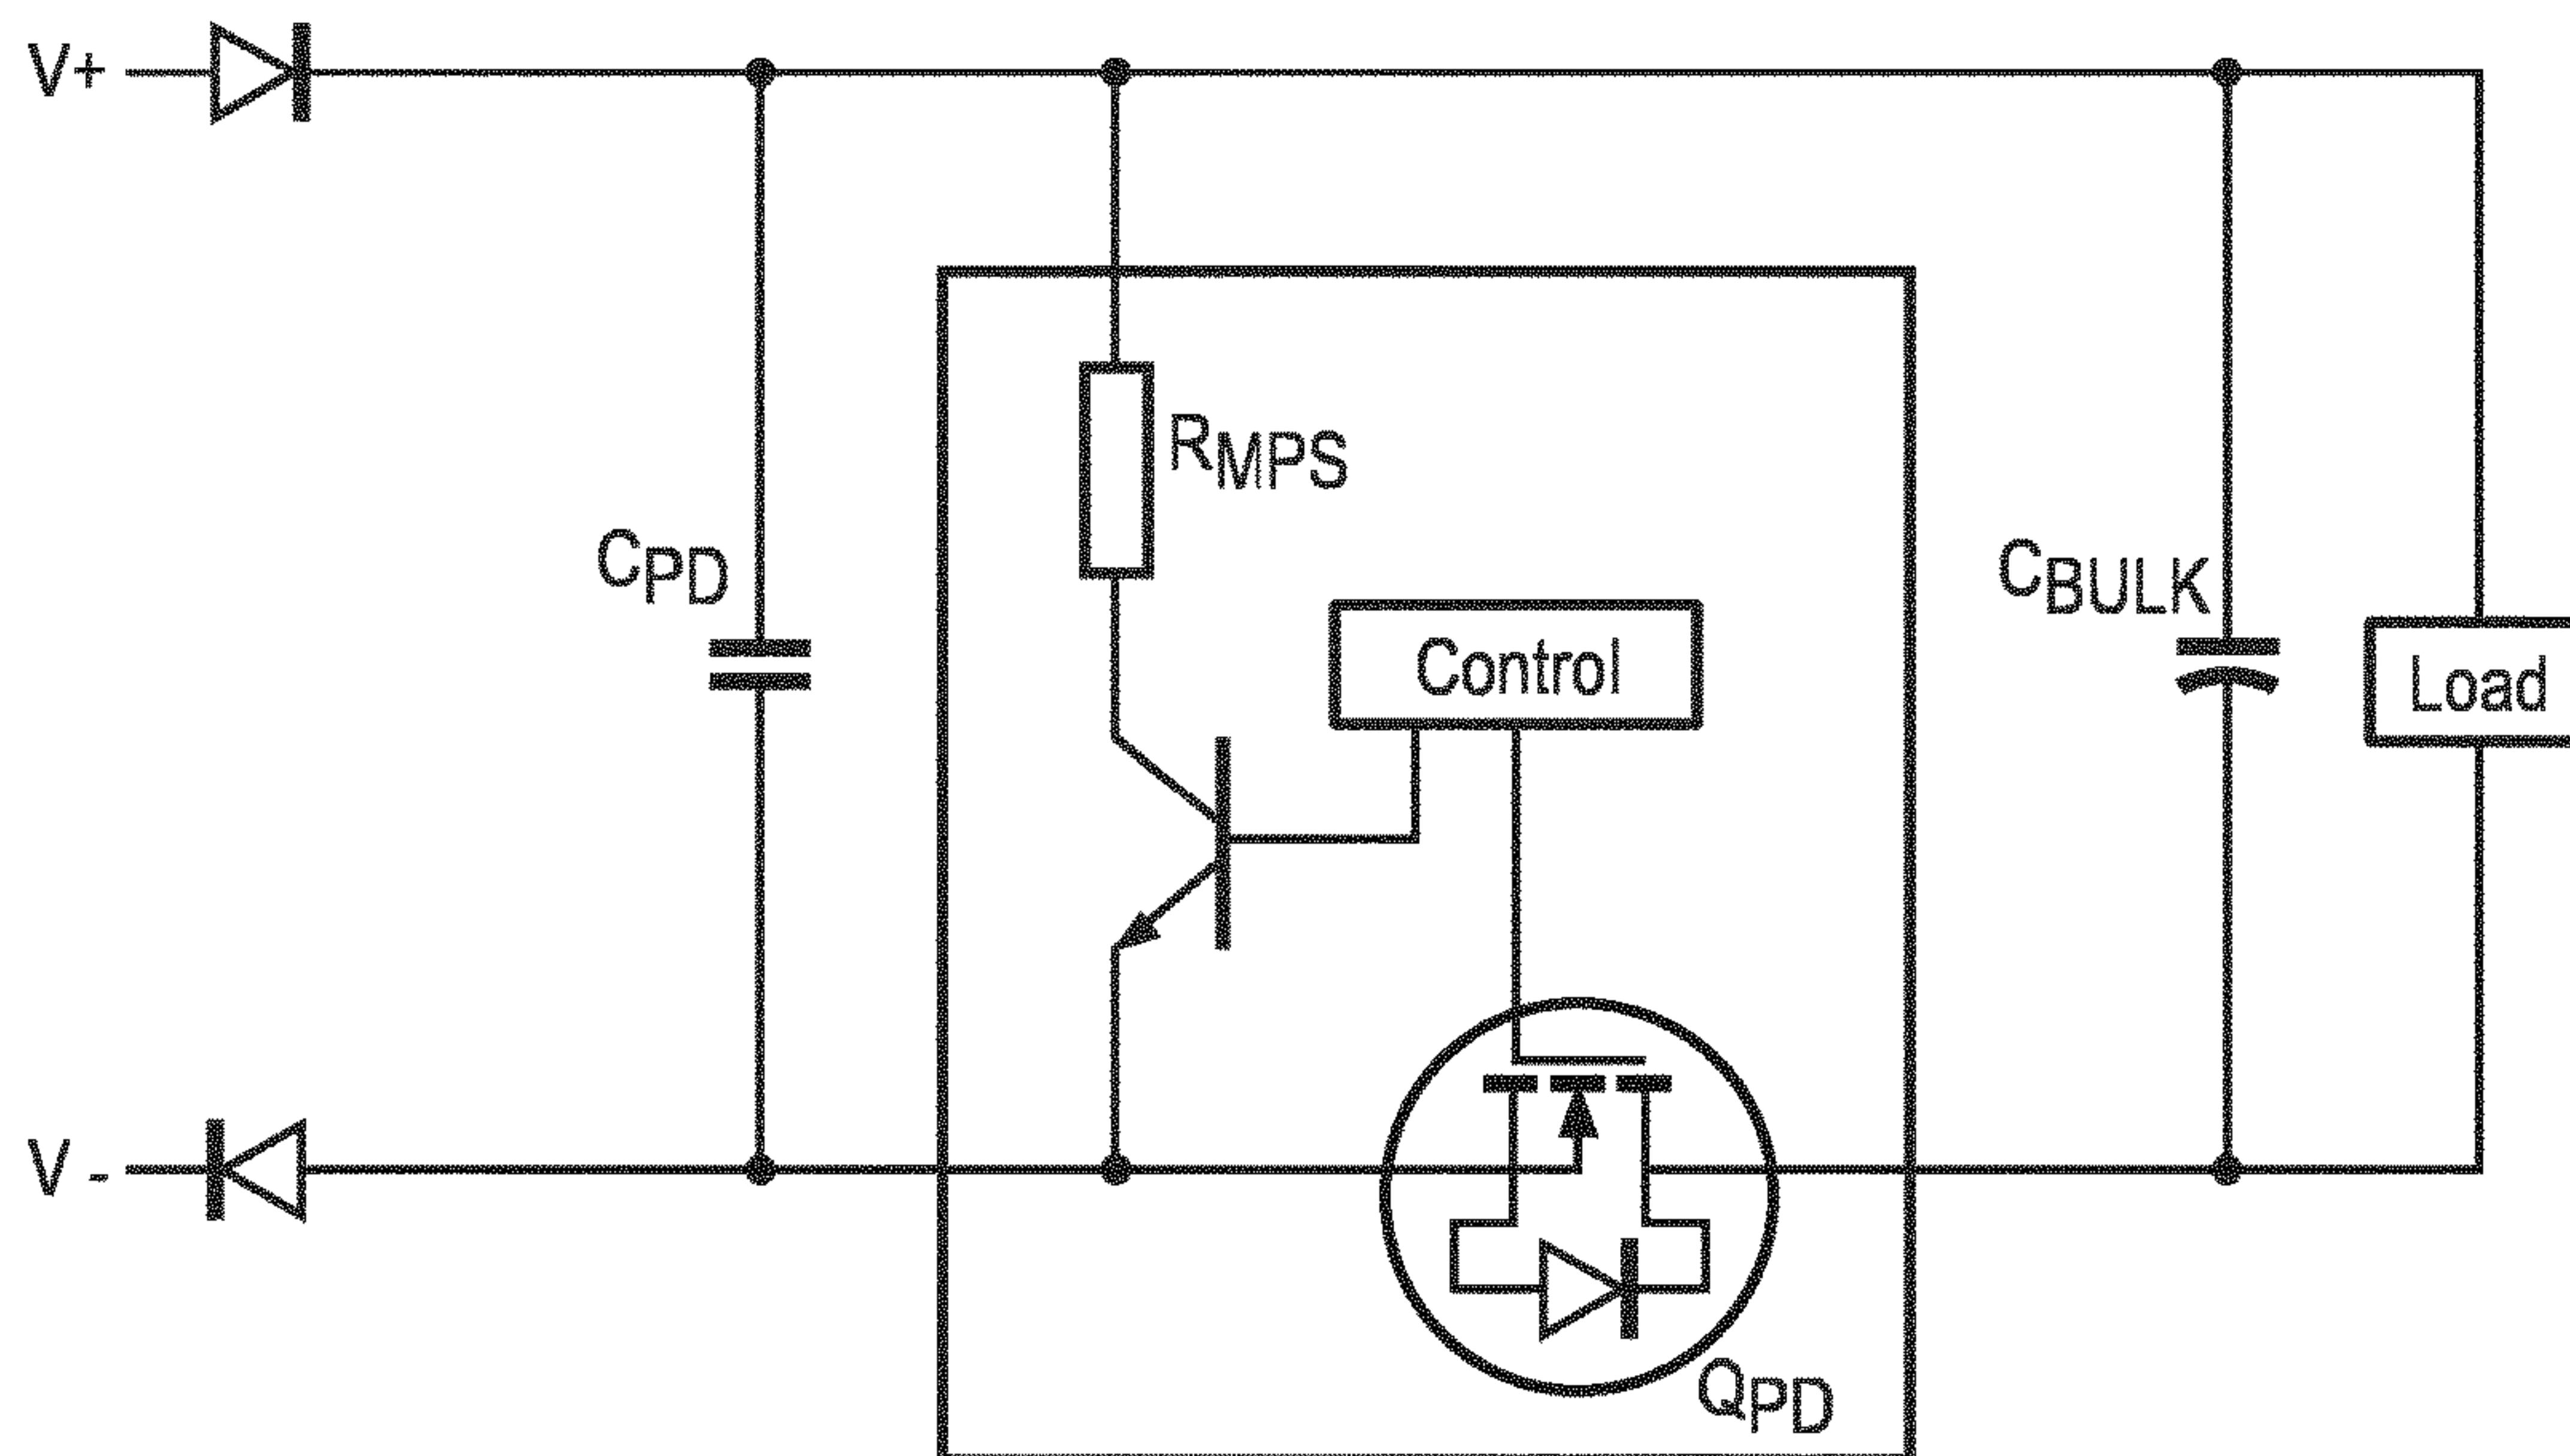 V+
RMPS
CPD
CBULK
Control
Load
V -
QPD